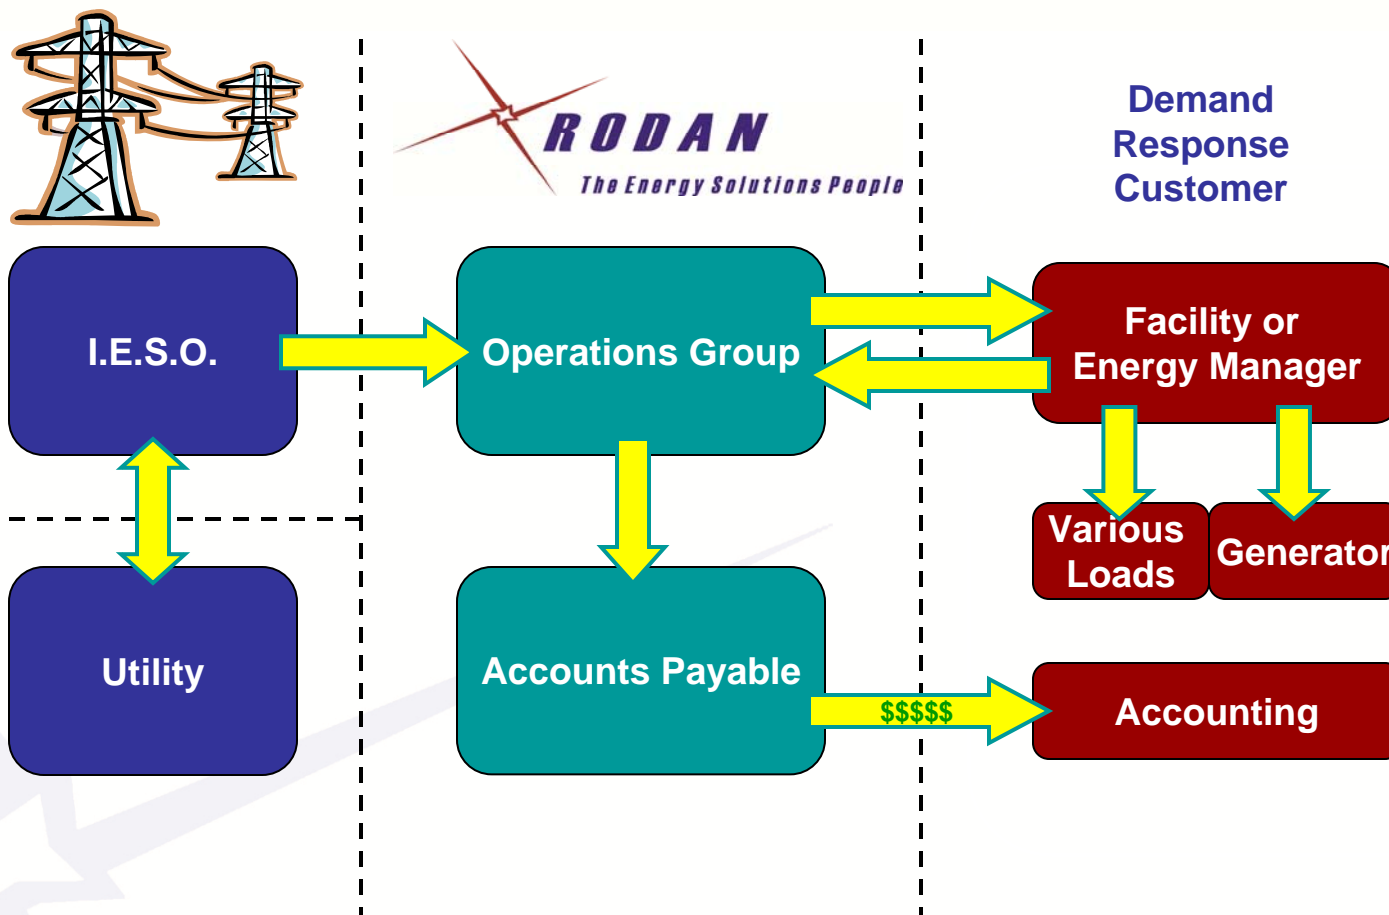 RODAN
The Energy Solutions People
Demand
Response
Customer
I.E.S.O.
Operations Group
Facility or
Energy Manager
Various
Loads
Generator
Utility
Accounts Payable
$$$$$
Accounting